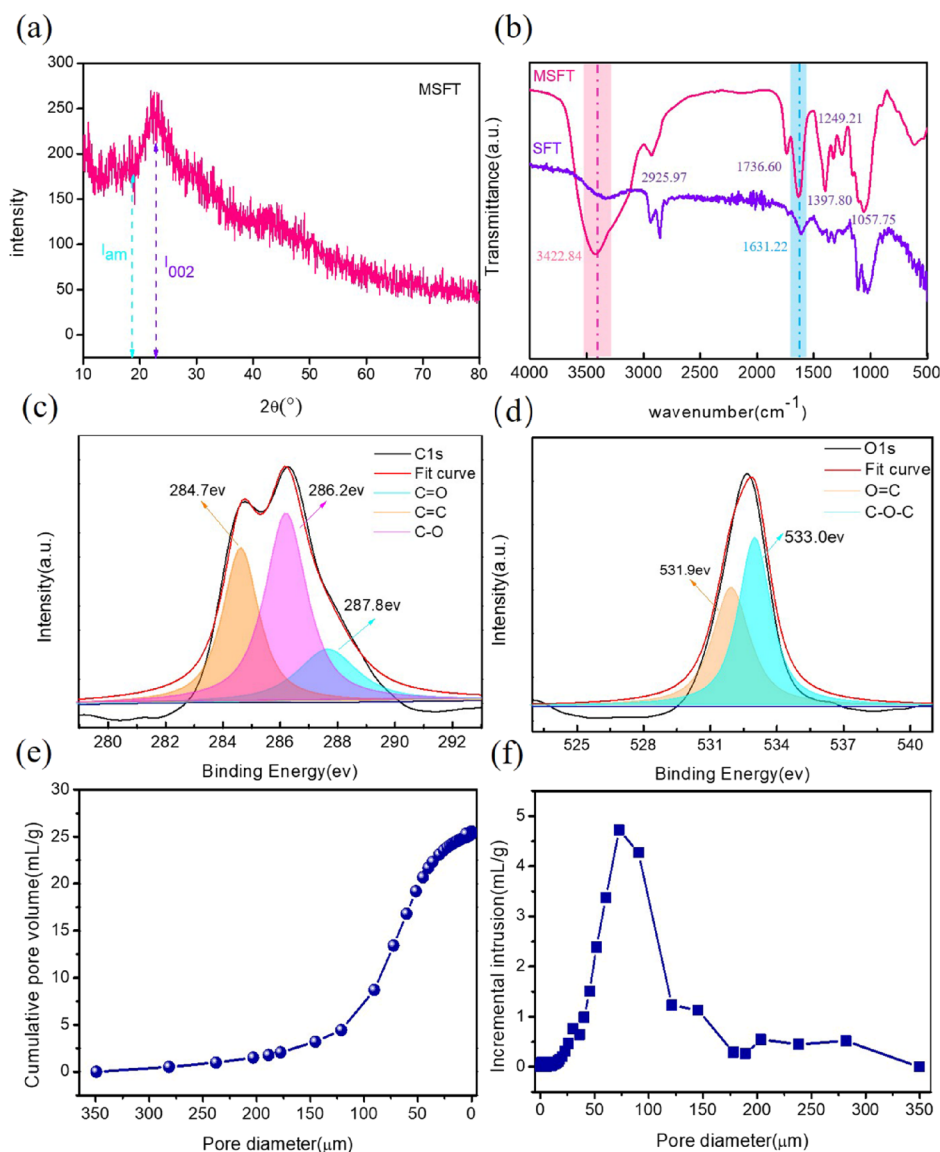 (a)
MSFT
intensity
300
250
200
150
100
50
0
Iam
I002
10 20 30 40 50 60 70 80
2θ(°)
(b)
MSFT
SFT
Transmittance(a.u.)
1249.21
2925.97
1736.60
1397.80
1057.75
3422.84
1631.22
4000 3500 3000 2500 2000 1500 1000 500
wavenumber(cm-1)
(c)
C1s
Fit curve
C=O
C=C
C-O
284.7ev
286.2ev
287.8ev
Intensity(a.u.)
280 282 284 286 288 290 292
Binding Energy(ev)
(d)
O1s
Fit curve
O=C
C-O-C
533.0ev
531.9ev
Intensity(a.u.)
525 528 531 534 537 540
Binding Energy(ev)
(e)
Cumulative pore volume(mL/g)
30
25
20
15
10
5
0
350 300 250 200 150 100 50 0
Pore diameter(μm)
(f)
Incremental intrusion(mL/g)
5
4
3
2
1
0
0 50 100 150 200 250 300 350
Pore diameter(μm)